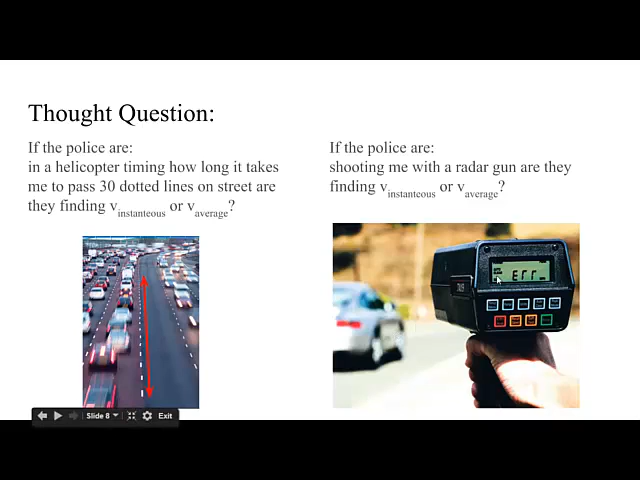 Thought Question:
If the police are:
in a helicopter timing how long it takes
me to pass 30 dotted lines on street are
they finding vinstanteous or vaverage?
If the police are:
shooting me with a radar gun are they
finding vinstanteous or vaverage?
Err
Slide 8
Exit